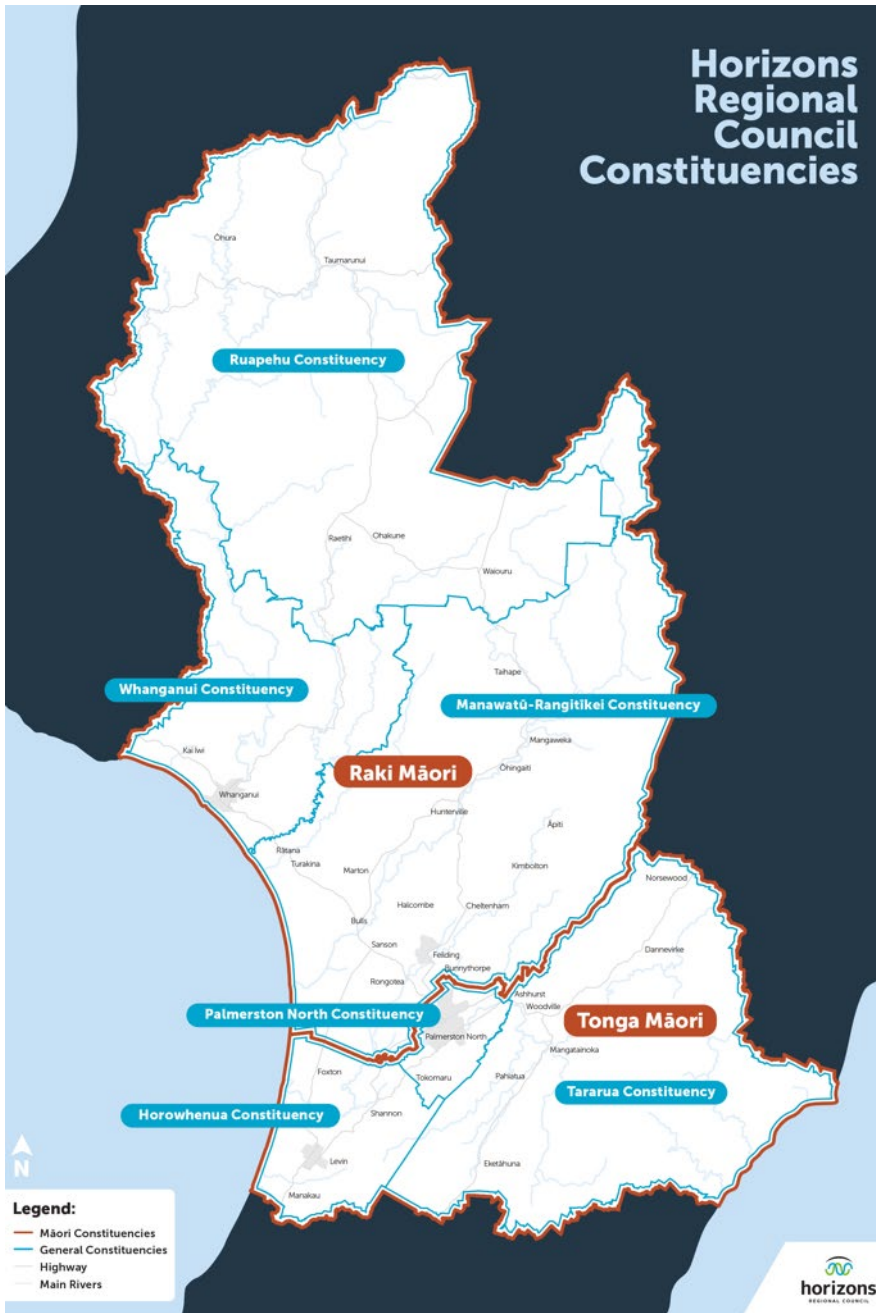 Horizons
Regional
Council
Constituencies
Ōhura
Taumarunui
Ruapehu Constituency
Raetihi
Ohakune
Waiouru
Taihape
Whanganui Constituency
Manawatū-Rangitīkei Constituency
Mangaweka
Kai Iwi
Ōhingaiti
Raki Māori
Whanganui
Hunterville
Āpiti
Rātana
Turakina
Marton
Kimbolton
Norsewood
Halcombe
Cheltenham
Bulls
Sanson
Dannevirke
Feilding
Bunnythorpe
Rongotea
Ashhurst
Woodville
Palmerston North Constituency
Tonga Māori
Palmerston North
Mangatainoka
Foxton
Tokomaru
Pahiatua
Tararua Constituency
Horowhenua Constituency
Shannon
Levin
Eketāhuna
Manakau
N
Legend:
Māori Constituencies
General Constituencies
Highway
Main Rivers
horizons
REGIONAL COUNCIL